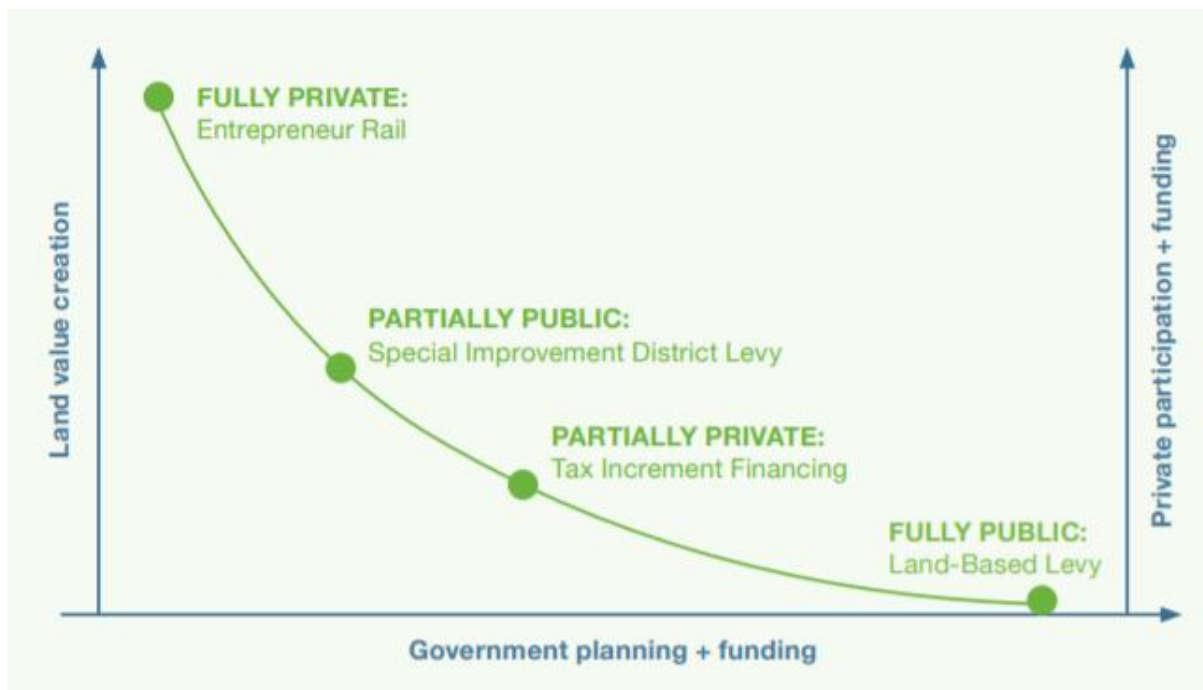 FULLY PRIVATE:
Entrepreneur Rail
Land value creation
PARTIALLY PUBLIC:
Special Improvement District Levy
PARTIALLY PRIVATE:
Tax Increment Financing
FULLY PUBLIC:
Land-Based Levy
Private participation + funding
Government planning + funding